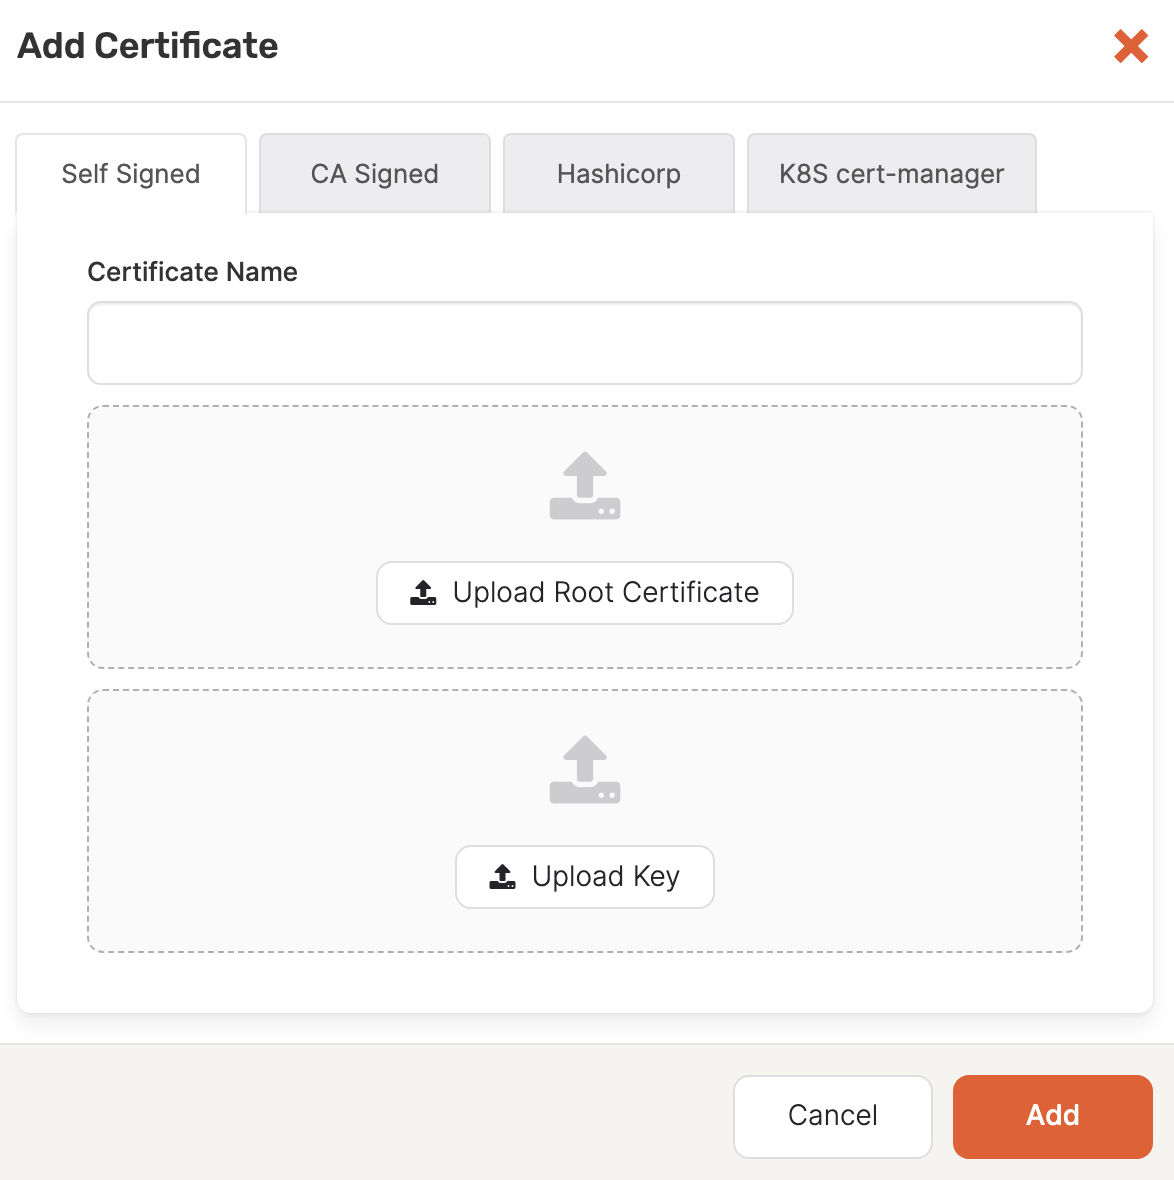 Add Certificate
Self Signed
CA Signed
Hashicorp
K8S cert-manager
Certificate Name
Upload Root Certificate
Upload Key
Cancel
Add